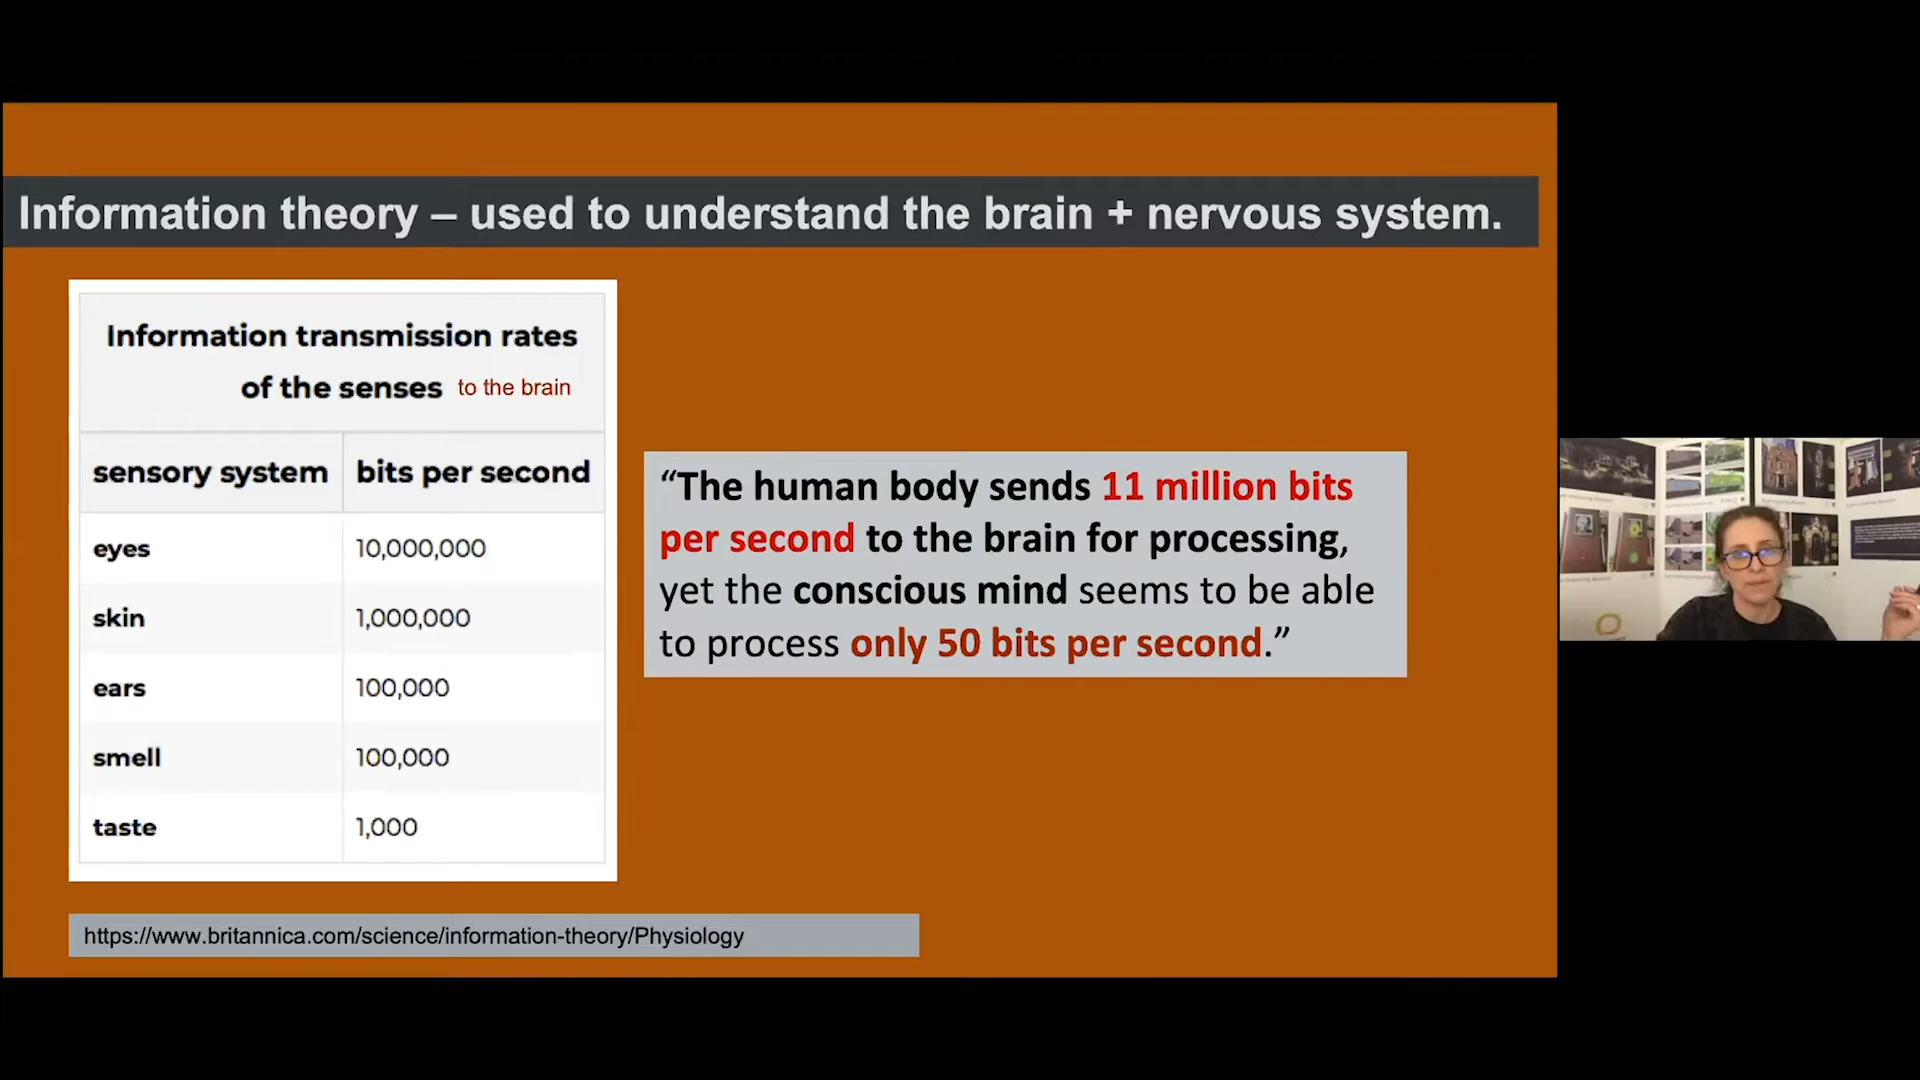 Information theory – used to understand the brain + nervous system.
Information transmission rates
of the senses to the brain
sensory system bits per second
eyes 10,000,000
skin 1,000,000
ears 100,000
smell 100,000
taste 1,000
“The human body sends 11 million bits
per second to the brain for processing,
yet the conscious mind seems to be able
to process only 50 bits per second.”
https://www.britannica.com/science/information-theory/Physiology